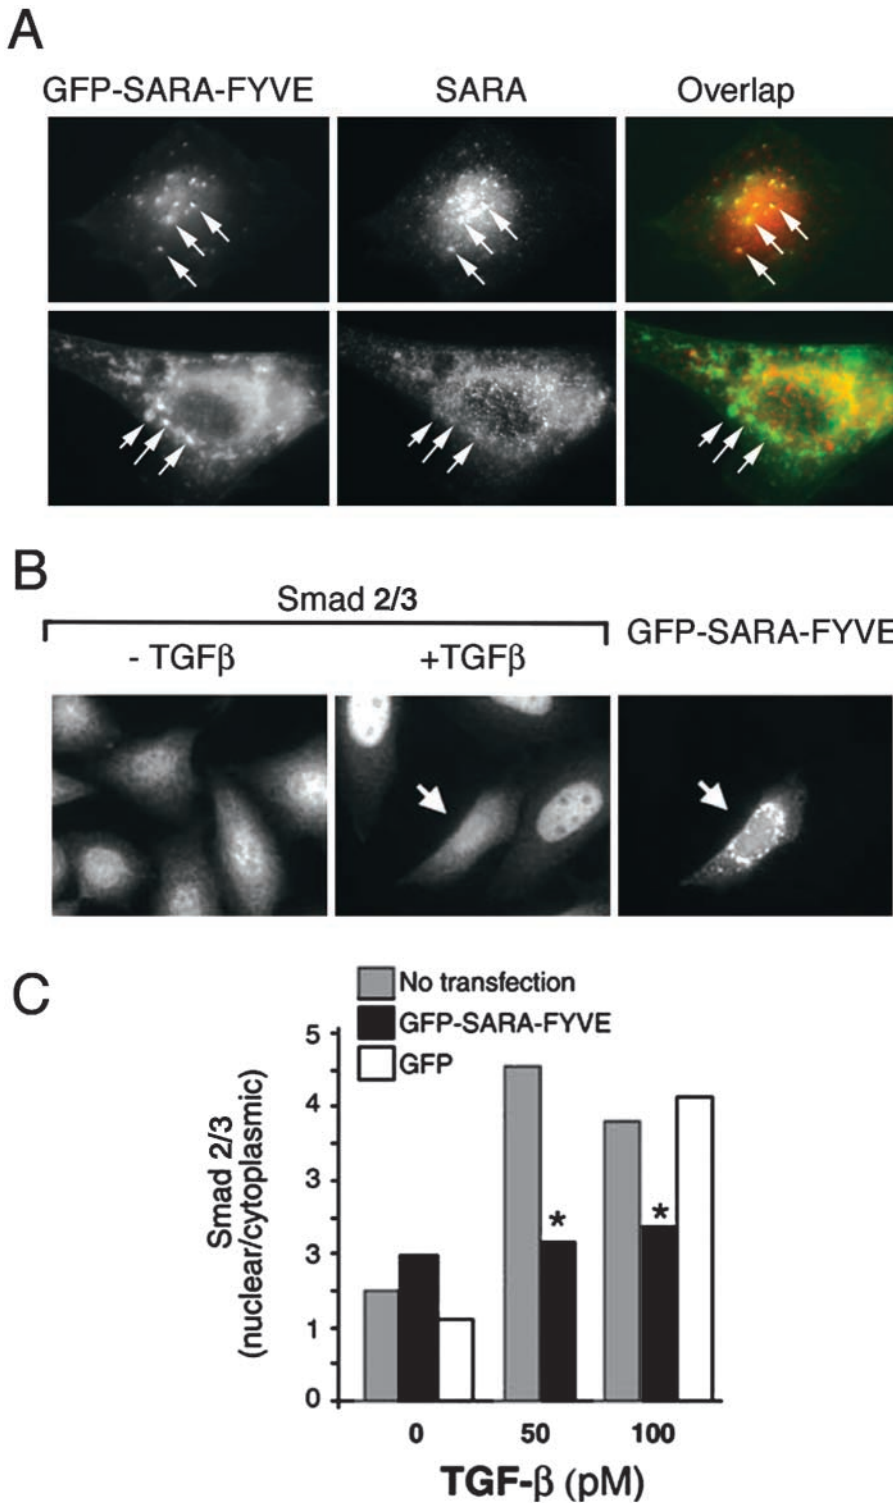 A
GFP-SARA-FYVE SARA Overlap
B
Smad 2/3
- TGFβ +TGFβ GFP-SARA-FYVE
C
No transfection
GFP-SARA-FYVE
GFP
Smad 2/3
(nuclear/cytoplasmic)
5
4
3
3
1
0
* *
0 50 100
TGF-β (pM)